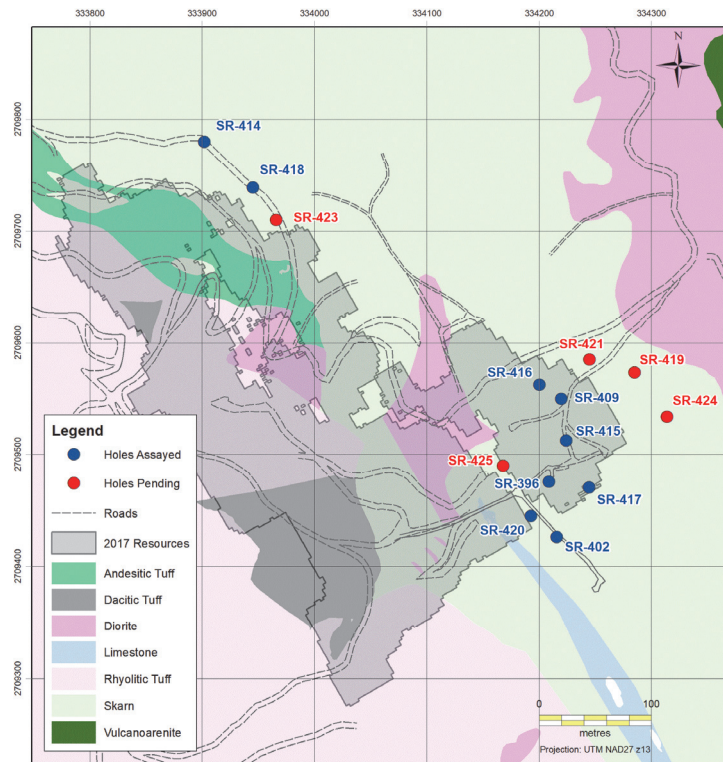 333800 333900 334000 334100 334200 334300
N
2709800
2709700
2709600
2709500
2709400
2709300
SR-414
SR-418
SR-423
SR-421
SR-419
SR-416
SR-409
SR-424
SR-415
SR-425
SR-396
SR-417
SR-420
SR-402
Legend
Holes Assayed
Holes Pending
Roads
2017 Resources
Andesitic Tuff
Dacitic Tuff
Diorite
Limestone
Rhyolitic Tuff
Skarn
Vulcanoarenite
0 100
metres
Projection: UTM NAD27 z13